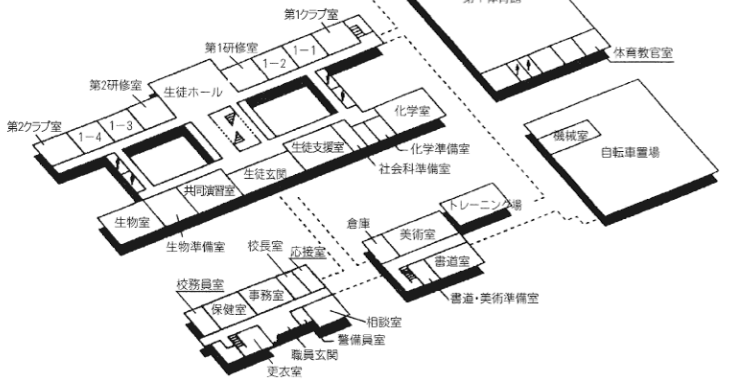 第1体育館
第1クラブ室
体育教官室
第1研修室
1-1
1-2
生徒ホール
第2研修室
1-3
1-4
第2クラブ室
化学室
化学準備室
生徒支援室
社会科準備室
生徒玄関
共同演習室
生物室
生物準備室
機械室
自転車置場
トレーニング場
倉庫
美術室
書道室
書道・美術準備室
校長室
応接室
校務員室
事務室
保健室
相談室
警備員室
職員玄関
更衣室